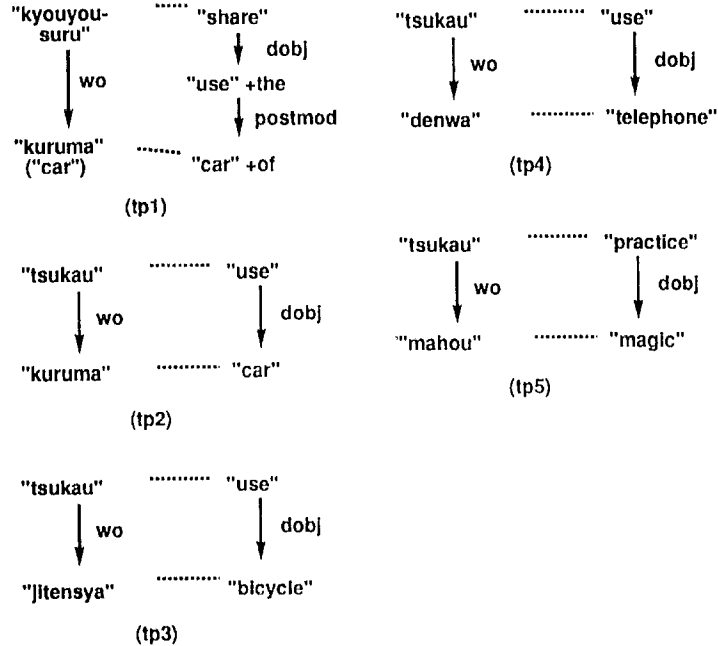 "kyouyou-
suru"
"share"
dobj
wo
"use" +the
postmod
"kuruma"
("car")
"car" +of
(tp1)
"tsukau"
"use"
wo
dobj
"kuruma"
"car"
(tp2)
"tsukau"
"use"
wo
dobj
"jitensya"
"bicycle"
(tp3)
"tsukau"
"use"
wo
dobj
"denwa"
"telephone"
(tp4)
"tsukau"
"practice"
wo
dobj
"mahou"
"magic"
(tp5)